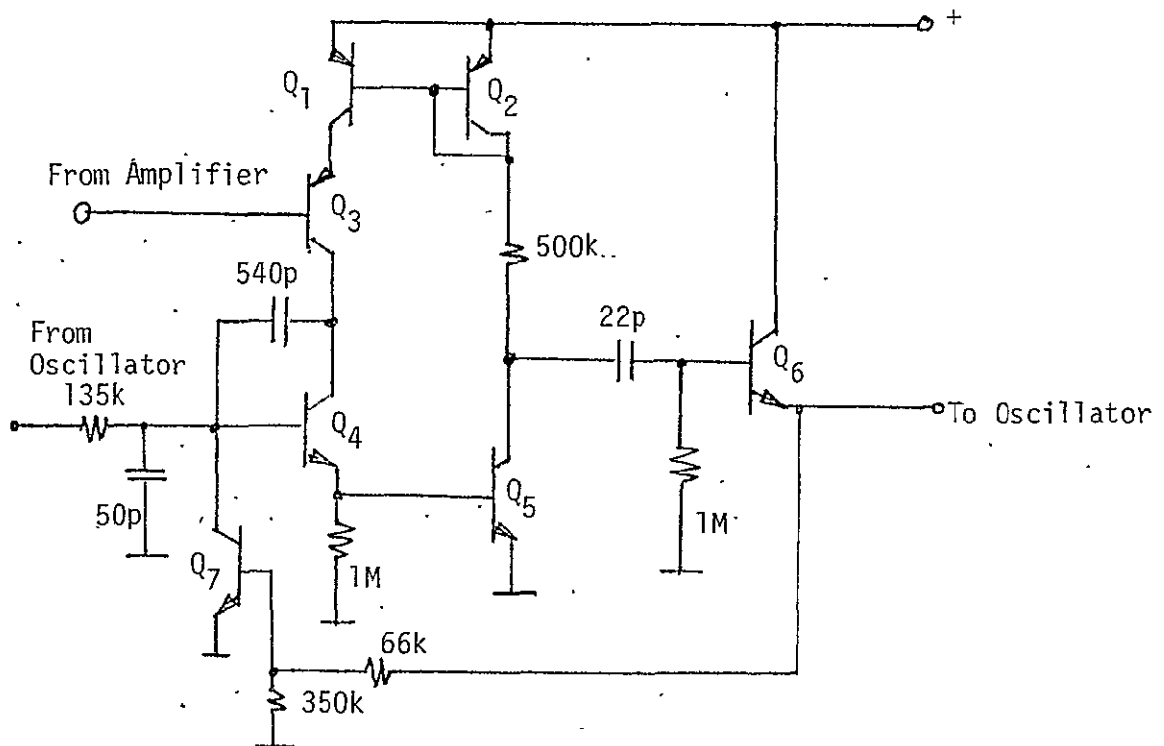 +
Q1
Q2
From Amplifier
Q3
500k..
540p
22p
From
Oscillator
135k
Q6
To Oscillator
Q4
Q5
50p
1M
1M
Q7
66k
350k